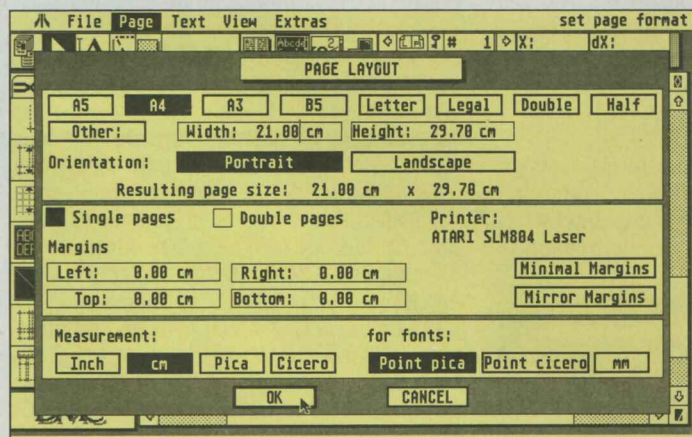 File Page Text View Extras set page format
# 1 X: dX:
PAGE LAYOUT
A5 A4 A3 B5 Letter Legal Double Half
Other: Width: 21.00 cm Height: 29.70 cm
Orientation: Portrait Landscape
Resulting page size: 21.00 cm x 29.70 cm
Single pages Double pages Printer:
ATARI SLM804 Laser
Margins
Left: 0.00 cm Right: 0.00 cm Minimal Margins
Top: 0.00 cm Bottom: 0.00 cm Mirror Margins
Measurement: for fonts:
Inch cm Pica Cicero Point pica Point cicero mm
OK CANCEL